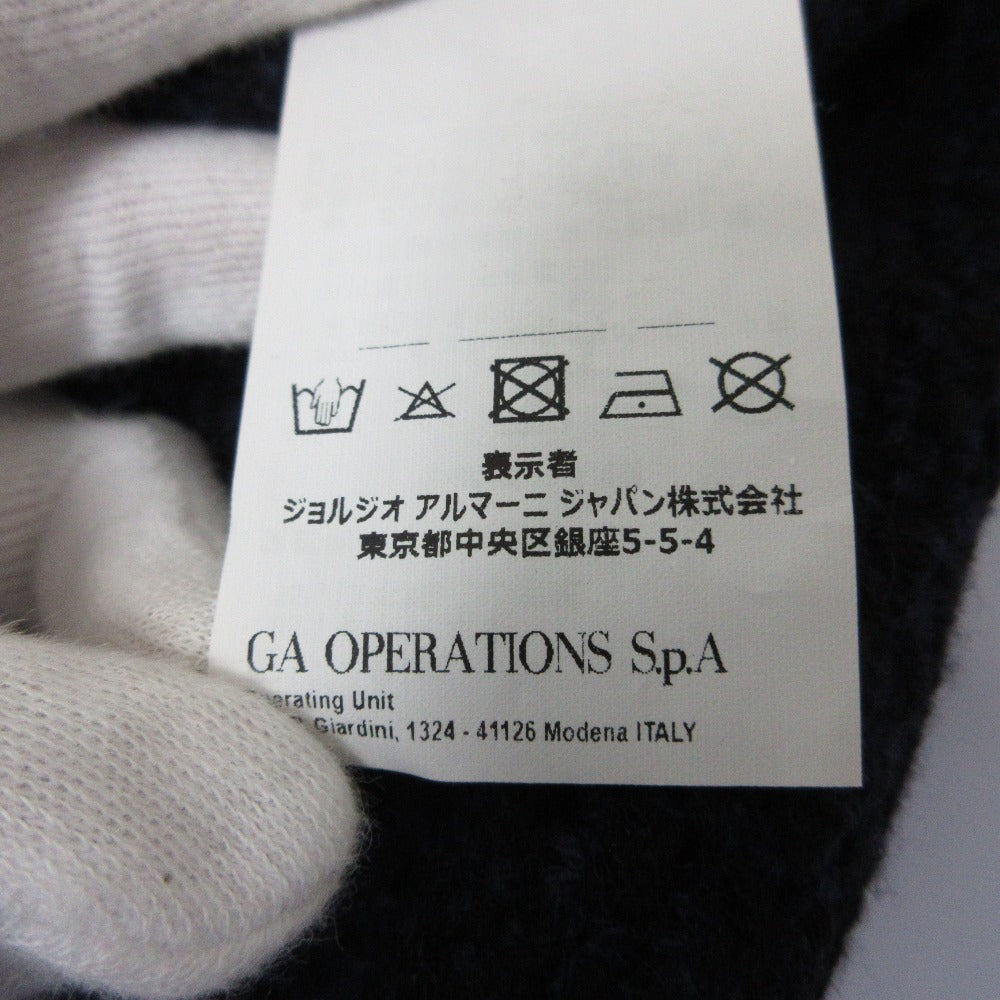 表示者
ジョルジオ アルマーニ ジャパン株式会社
東京都中央区銀座5-5-4
GA OPERATIONS S.p.A
Unit
Giardini, 1324 - 41126 Modena ITALY